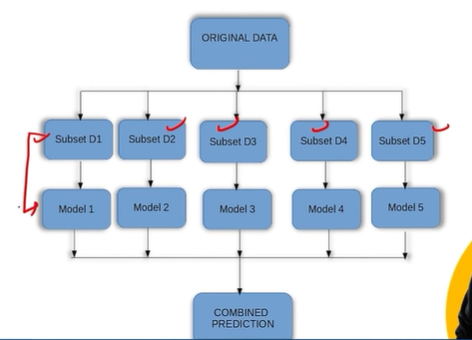 ORIGINAL DATA
Subset D1
Subset D2
Subset D3
Subset D4
Subset D5
Model 1
Model 2
Model 3
Model 4
Model 5
COMBINED
PREDICTION